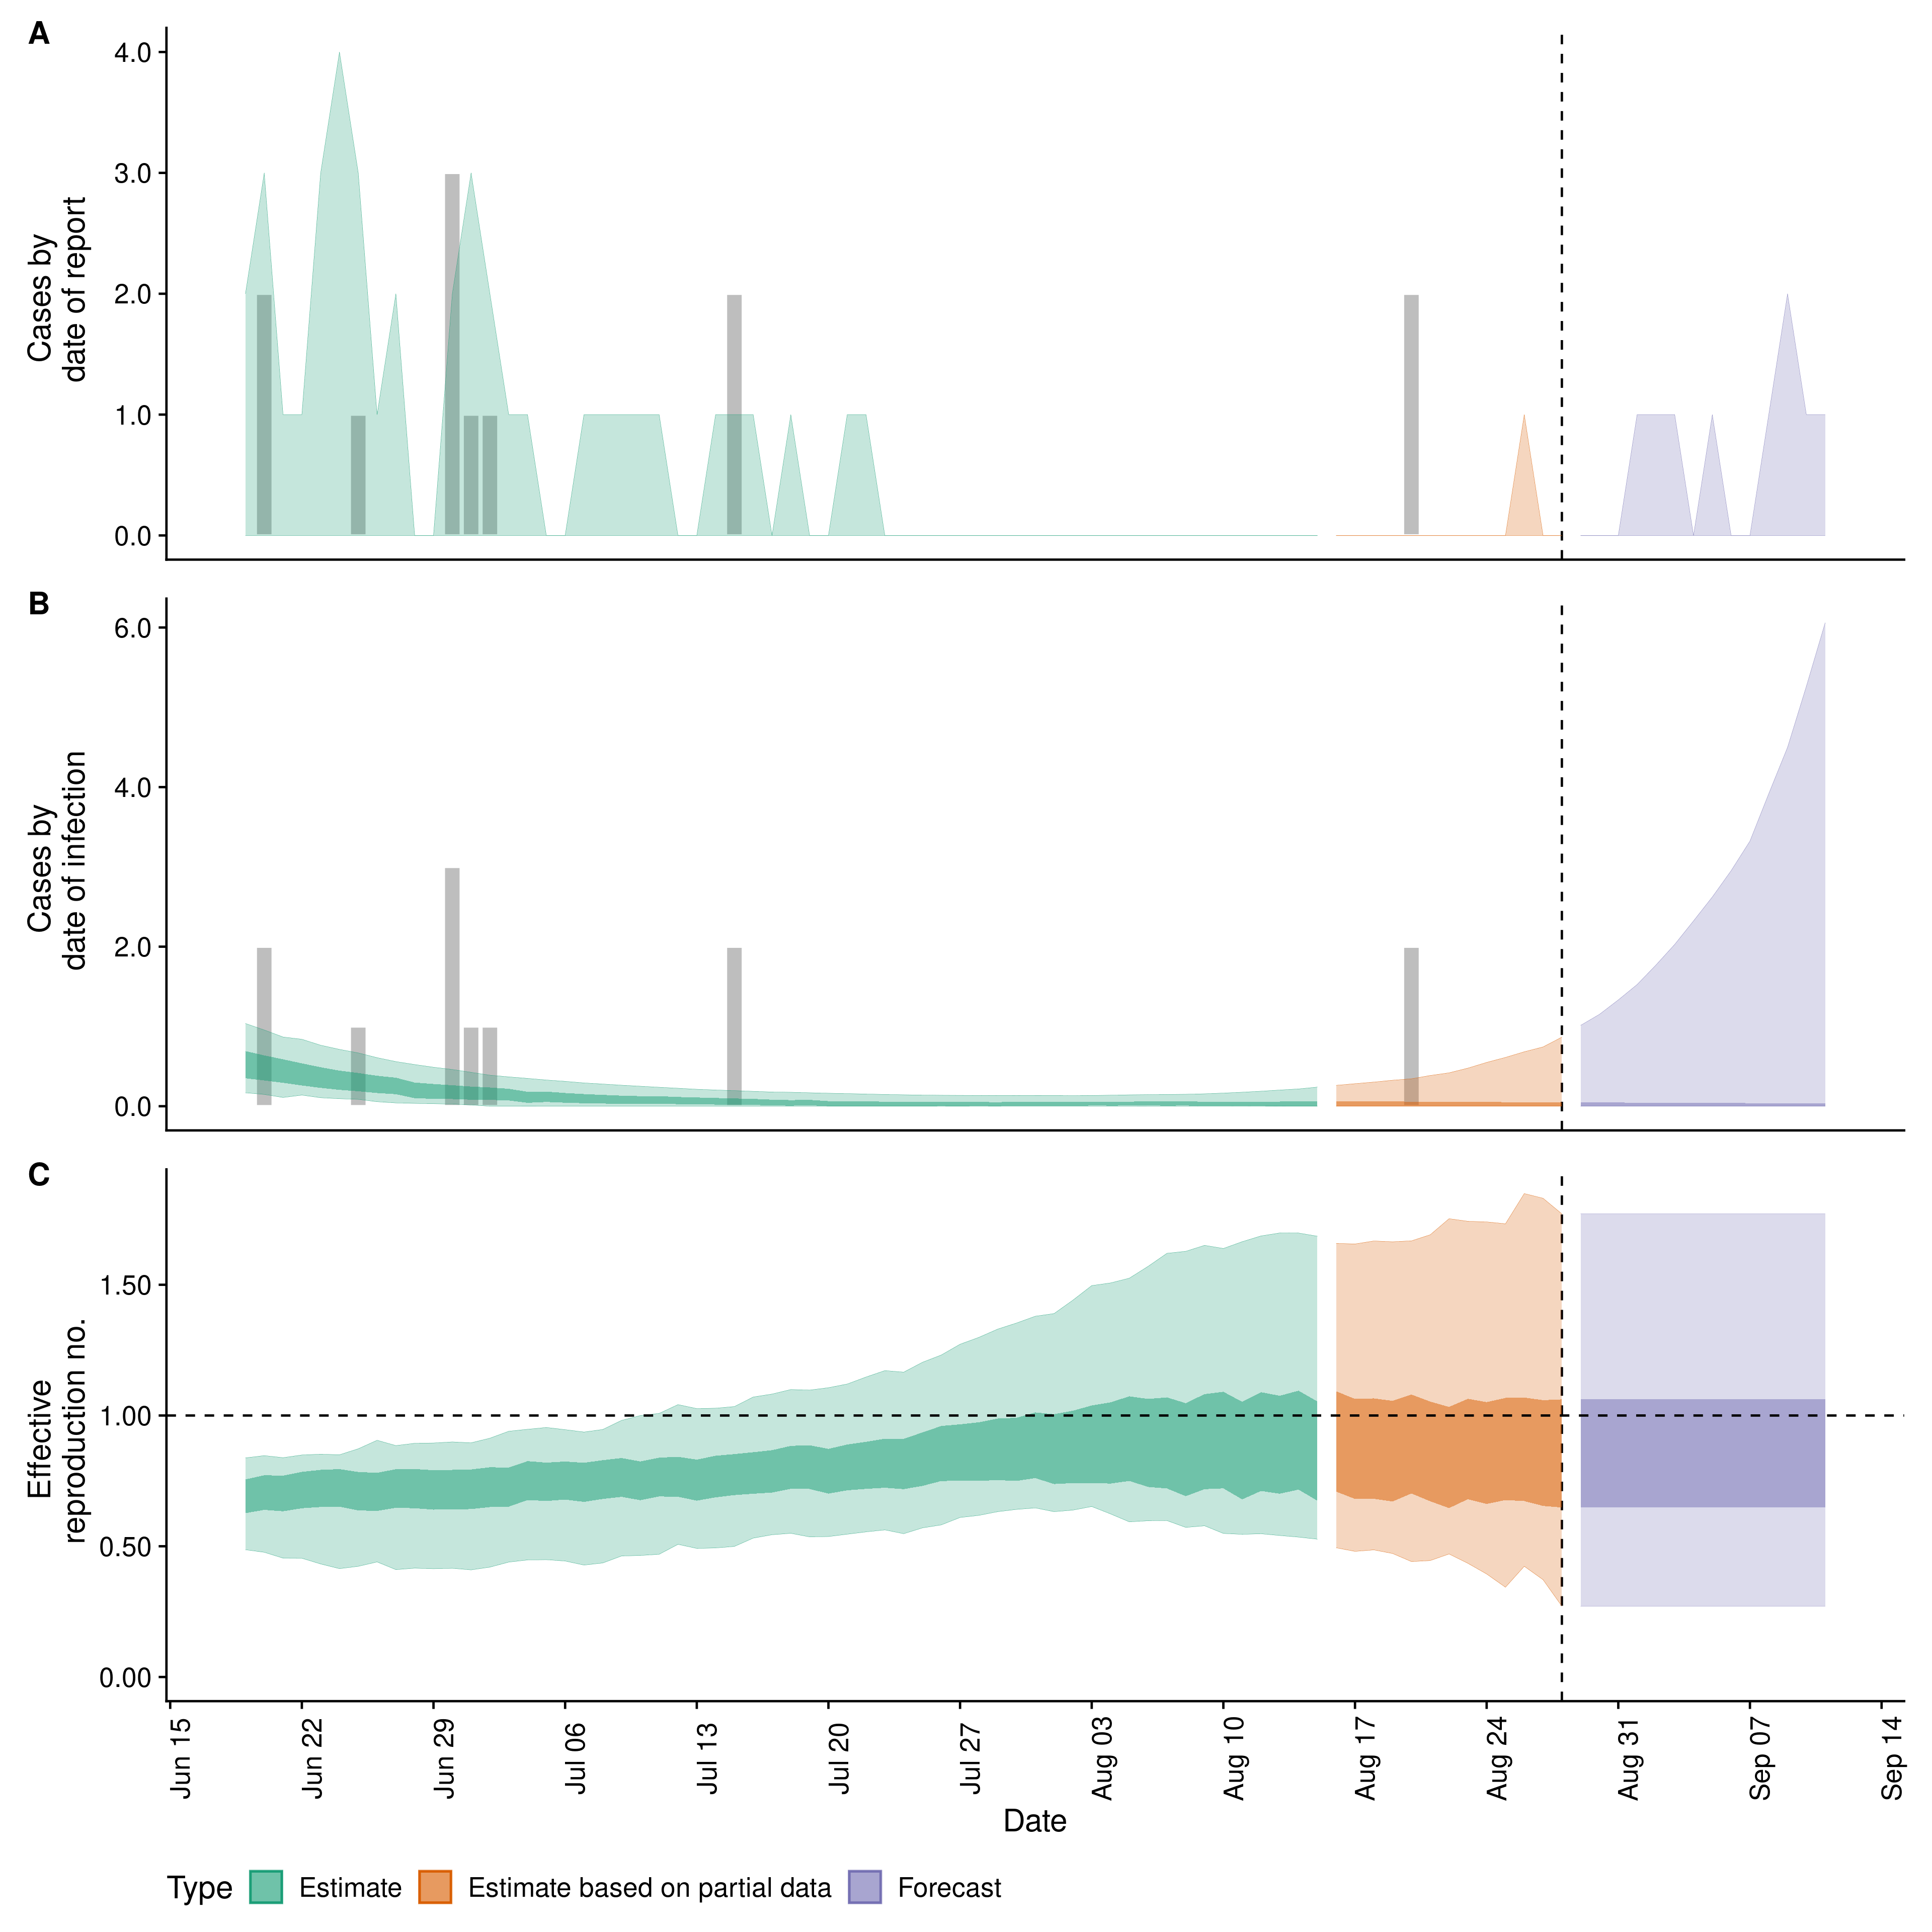 A
4.0
3.0
2.0
1.0
0.0
Cases by
date of report
B
6.0
4.0
2.0
0.0
Cases by
date of infection
C
1.50
1.00
0.50
0.00
Effective
reproduction no.
Jun 15
Jun 22
Jun 29
Jul 06
Jul 13
Jul 20
Jul 27
Aug 03
Aug 10
Aug 17
Aug 24
Aug 31
Sep 07
Sep 14
Date
Type Estimate Estimate based on partial data Forecast